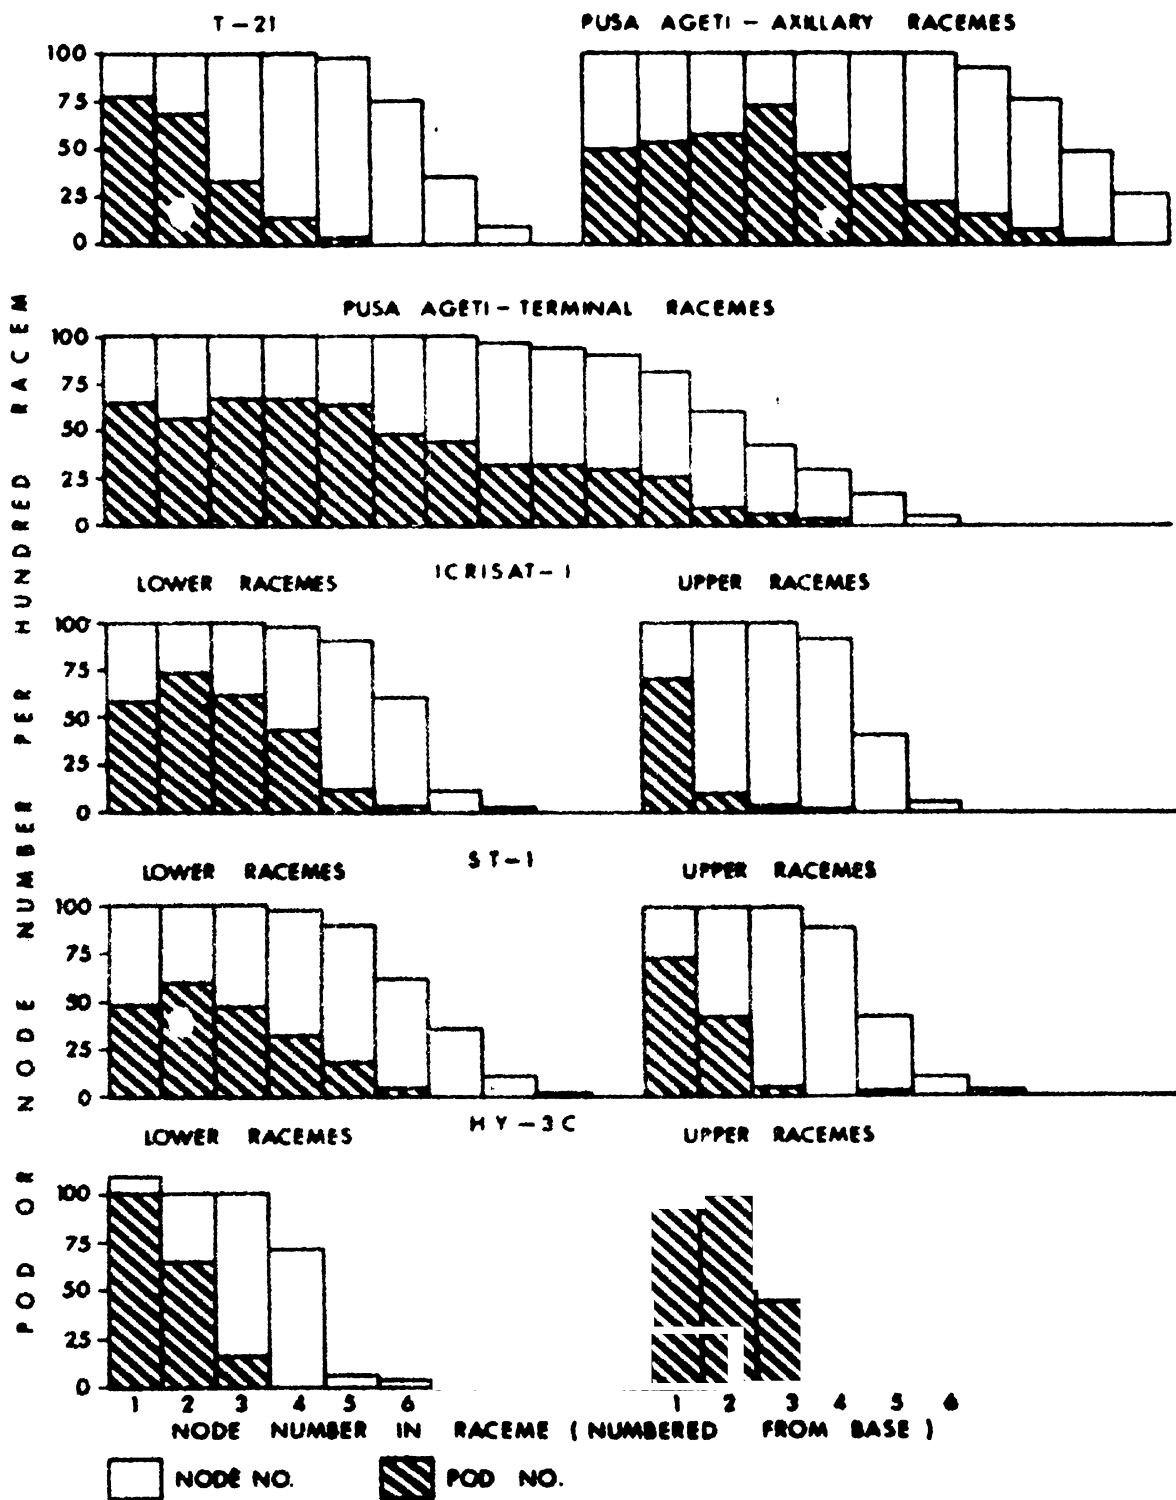 T-21
PUSA AGETI - AXILLARY RACEMES
100
75
50
25
0
PUSA AGETI - TERMINAL RACEMES
100
75
50
25
0
ICRISAT-1
LOWER RACEMES
UPPER RACEMES
100
75
50
25
0
ST-1
LOWER RACEMES
UPPER RACEMES
100
75
50
25
0
HY-3C
LOWER RACEMES
UPPER RACEMES
100
75
50
25
0
POD OR NODE NUMBER PER HUNDRED RACEM
1 2 3 4 5 6 1 2 3 4 5 6
NODE NUMBER IN RACEME (NUMBERED FROM BASE)
NODE NO. POD NO.